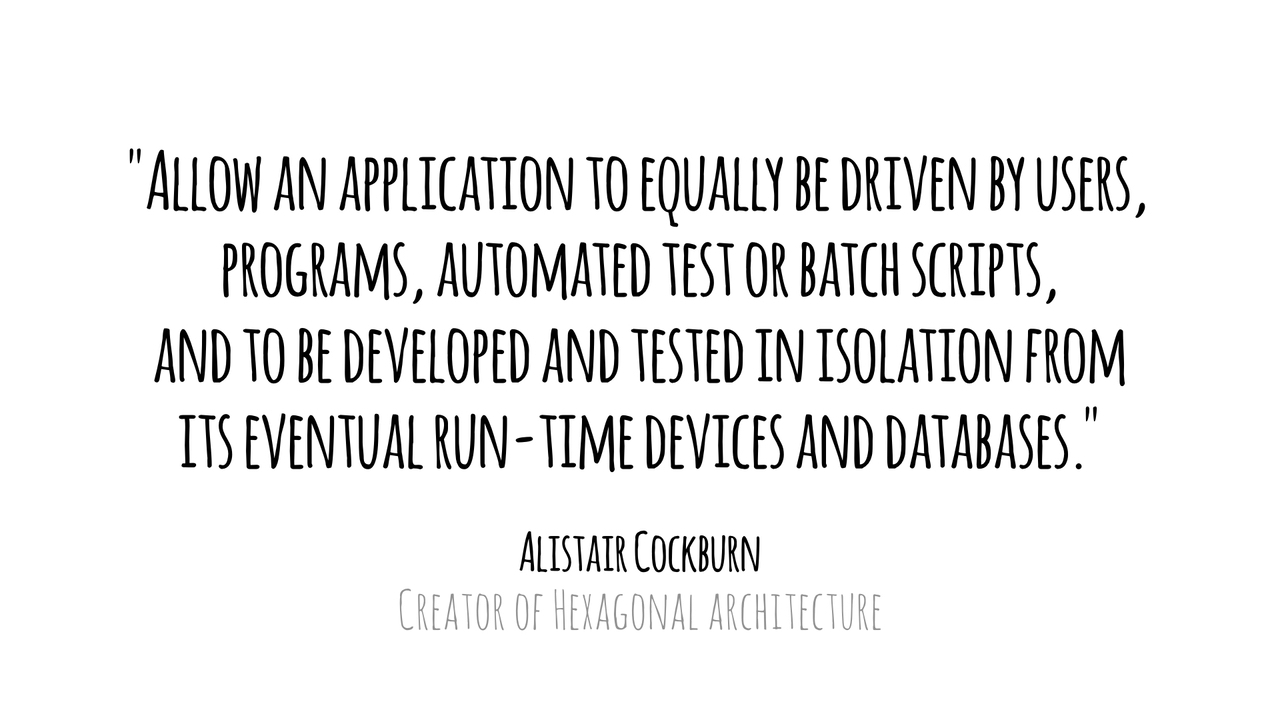 "Allow an application to equally be driven by users,
programs, automated test or batch scripts,
and to be developed and tested in isolation from
its eventual run-time devices and databases."
Alistair Cockburn
Creator of Hexagonal architecture